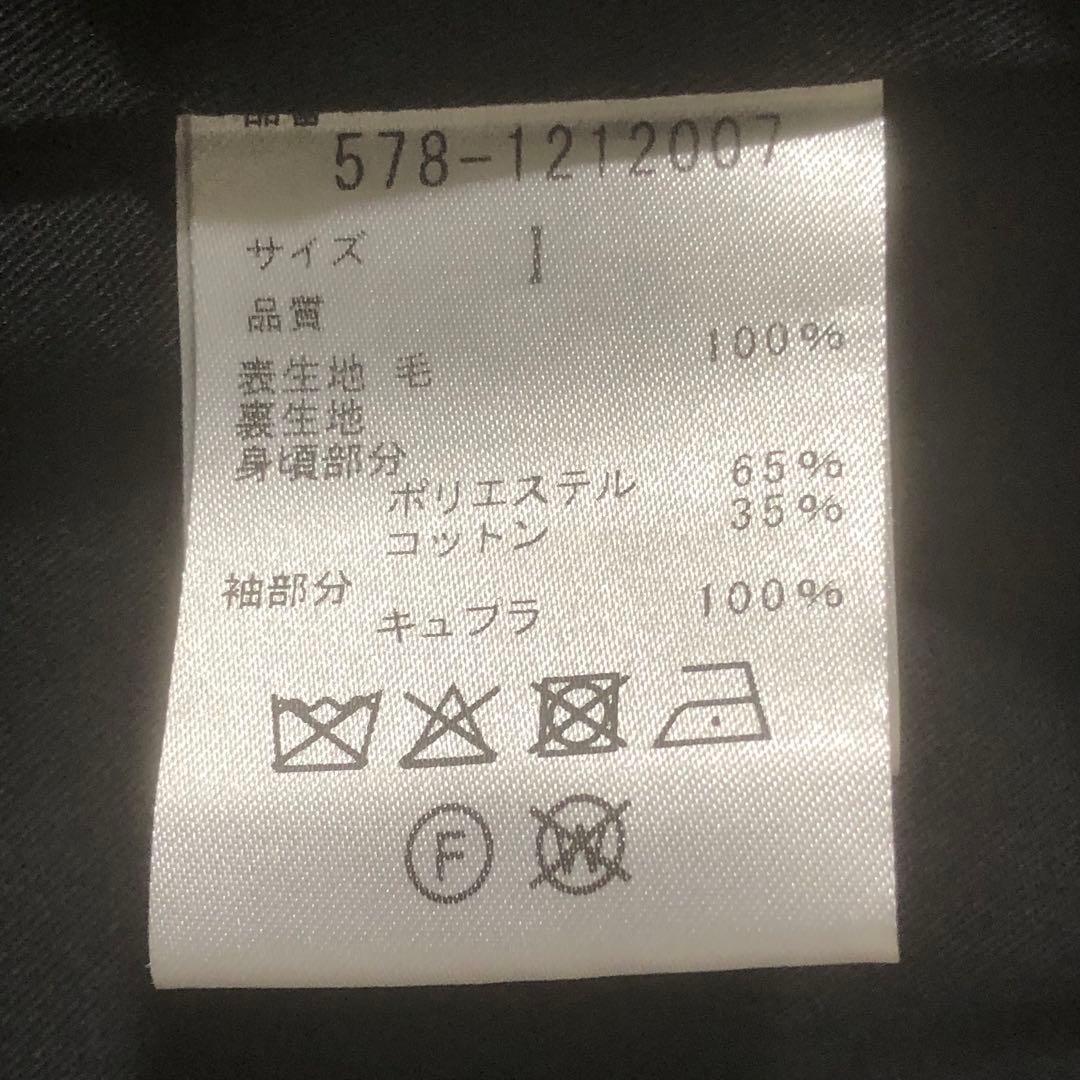 品番
578-1212007
サイズ 1
品質
表生地 毛 100%
裏生地
身頃部分
ポリエステル 65%
コットン 35%
袖部分
キュプラ 100%
F W